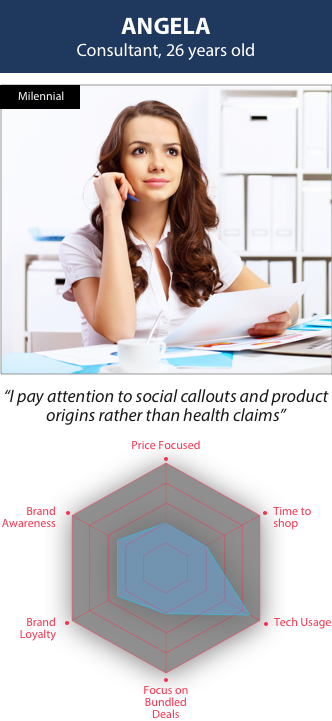 ANGELA
Consultant, 26 years old
Milennial
“I pay attention to social callouts and product
origins rather than health claims”
Price Focused
Brand
Awareness
Time to
shop
Brand
Loyalty
Tech Usage
Focus on
Bundled
Deals